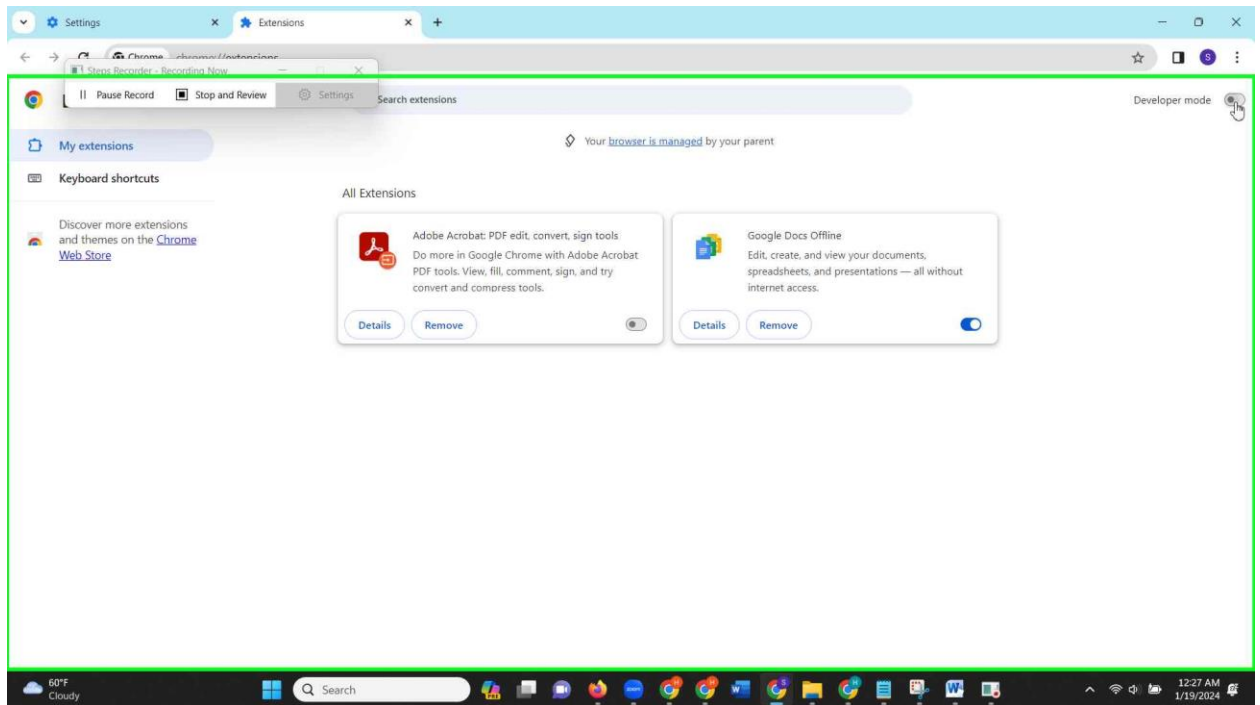 Settings
Extensions
Chrome chrome://extensions
Steps Recorder - Recording Now
Pause Record Stop and Review Settings
Search extensions
Developer mode
My extensions
Your browser is managed by your parent
Keyboard shortcuts
All Extensions
Discover more extensions
and themes on the Chrome
Web Store
Adobe Acrobat: PDF edit, convert, sign tools
Do more in Google Chrome with Adobe Acrobat
PDF tools. View, fill, comment, sign, and try
convert and compress tools.
Details Remove
Google Docs Offline
Edit, create, and view your documents,
spreadsheets, and presentations — all without
internet access.
Details Remove
60°F
Cloudy
Search
12:27 AM
1/19/2024